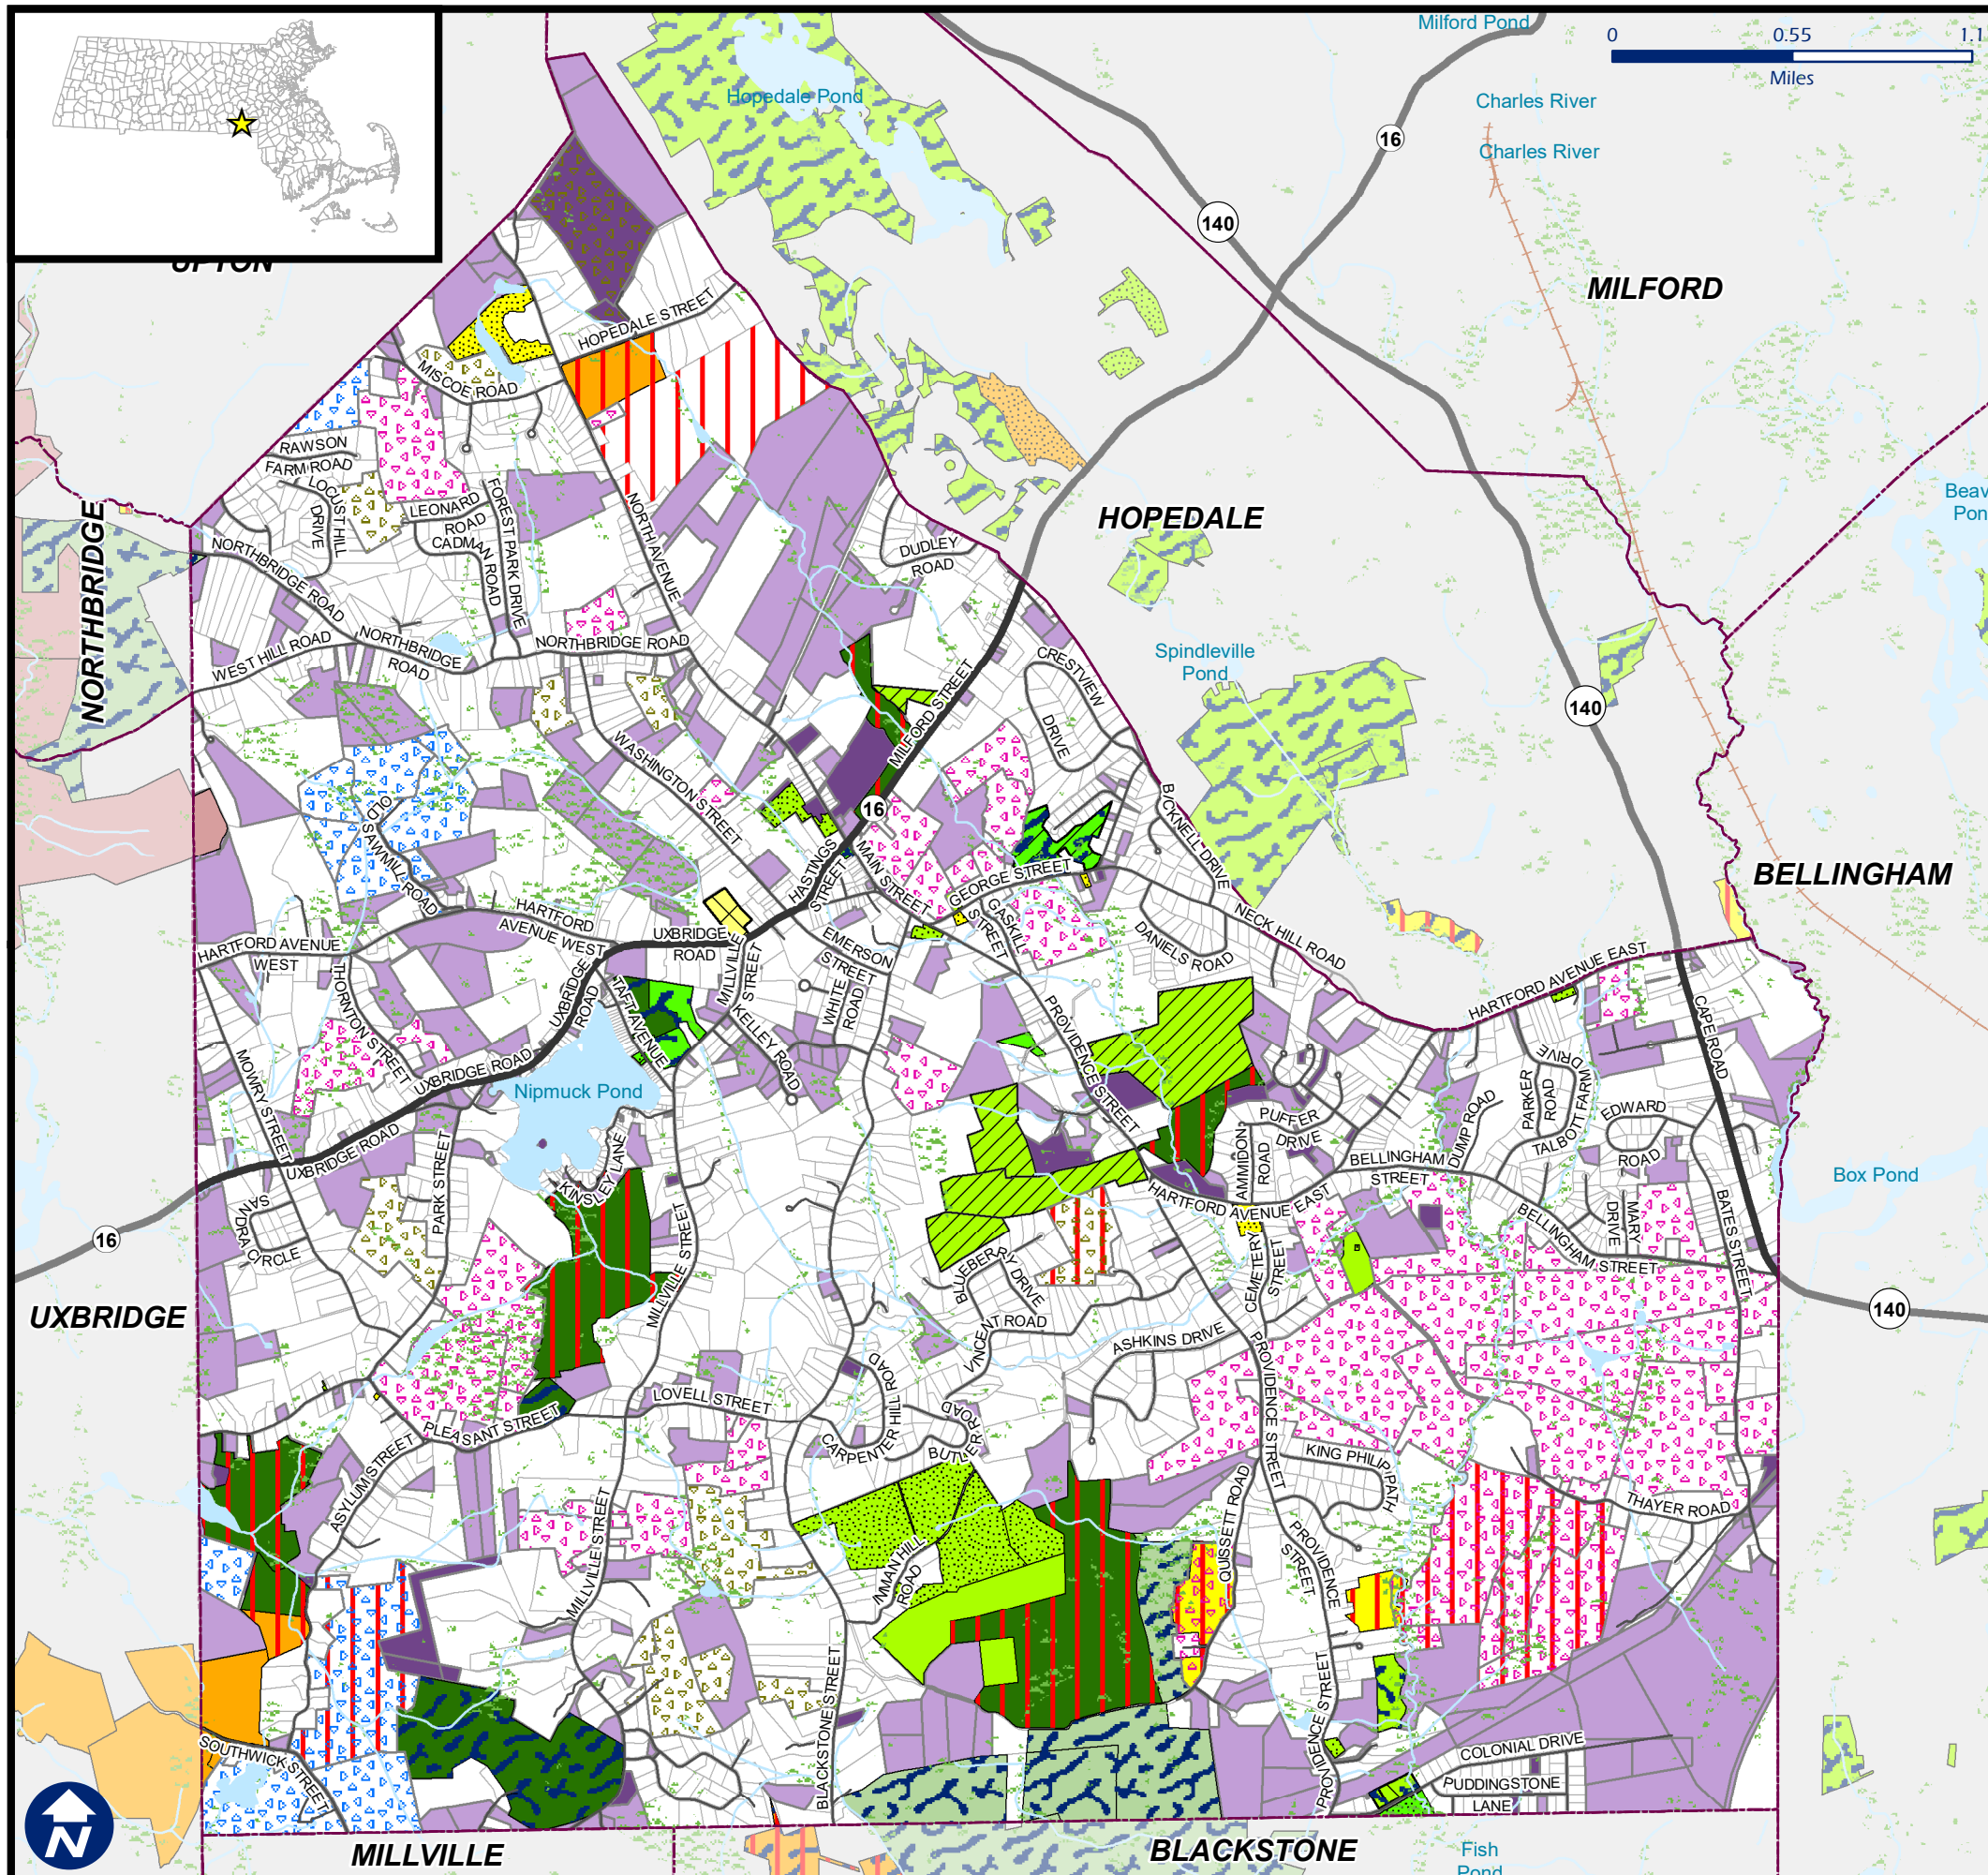 Milford Pond
0 0.55 1.1
Miles
Hopedale Pond
Charles River
Charles River
16
140
UPTON
MILFORD
HOPEDALE STREET
MISCOE ROAD
RAWSON
FARM ROAD
LOCUST HILL
DRIVE
LEONARD
ROAD
CADMAN ROAD
FOREST PARK DRIVE
NORTH AVENUE
NORTHBRIDGE
HOPEDALE
DUDLEY
ROAD
NORTHBRIDGE ROAD
WEST HILL ROAD
NORTHBRIDGE
ROAD
NORTHBRIDGE ROAD
CRESTVIEW
DRIVE
Spindleville
Pond
140
MILFORD STREET
WASHINGTON STREET
16
OLD SAWMILL ROAD
HASTINGS
STREET
MAIN STREET
GEORGE STREET
BICKNELL DRIVE
BELLINGHAM
HARTFORD
AVENUE WEST
UXBRIDGE
ROAD
MILLVILLE
STREET
EMERSON
STREET
GASKILL
STREET
DANIELS ROAD
NECK HILL ROAD
HARTFORD AVENUE
WEST
THORNTON STREET
UXBRIDGE
ROAD
TAFT AVENUE
WHITE
ROAD
KELLEY ROAD
PROVIDENCE STREET
HARTFORD AVENUE EAST
CAPE ROAD
MOWRY STREET
UXBRIDGE ROAD
Nipmuck Pond
PARKER
ROAD
DRIVE
TALBOTT FARM
EDWARD
ROAD
DUMP ROAD
PUFFER
DRIVE
AMMIDON
ROAD
BELLINGHAM
STREET
UXBRIDGE ROAD
PARK STREET
KINSLEY LANE
HARTFORD AVENUE EAST
Box Pond
SANDRA CIRCLE
16
MILLVILLE STREET
BLUEBERRY DRIVE
CEMETERY
STREET
BELLINGHAM STREET
MARY
DRIVE
BATES STREET
140
UXBRIDGE
VINCENT ROAD
ASHKINS DRIVE
PROVIDENCE STREET
LOVELL STREET
CARPENTER HILL ROAD
BUTLER ROAD
PLEASANT STREET
ASYLUM STREET
KING PHILIP PATH
THAYER ROAD
MILLVILLE STREET
INMAN HILL
ROAD
QUISSETT ROAD
PROVIDENCE
STREET
BLACKSTONE STREET
PROVIDENCE STREET
SOUTHWICK STREET
COLONIAL DRIVE
PUDDINGSTONE
LANE
N
MILLVILLE
BLACKSTONE
Fish
Pond